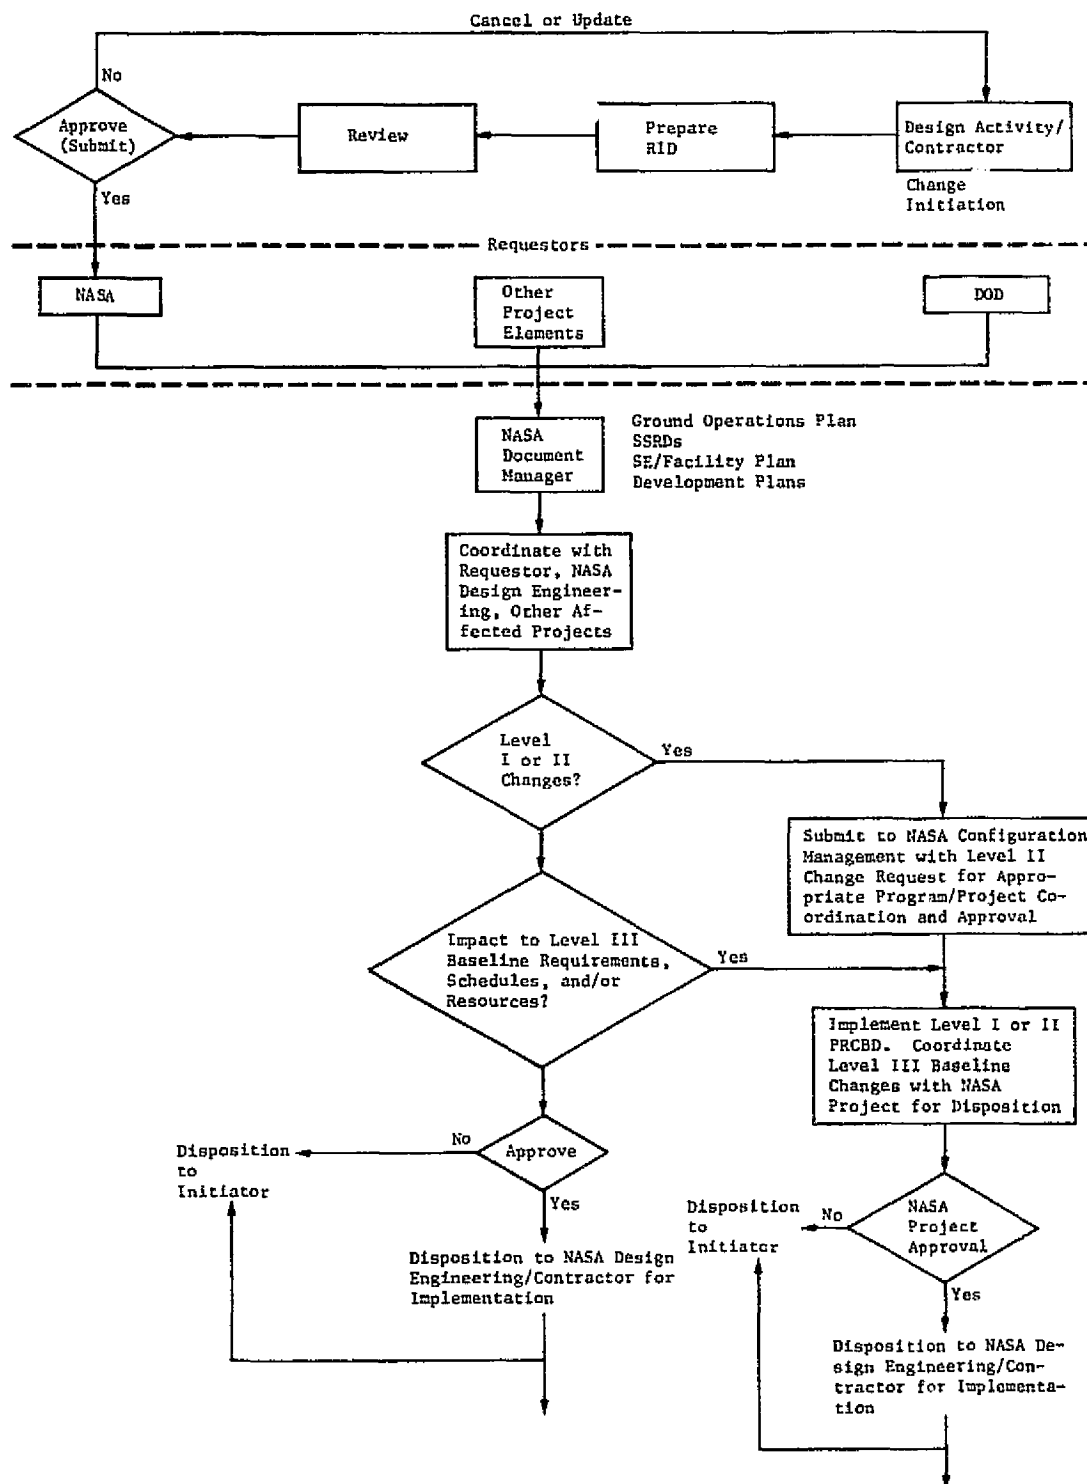 Cancel or Update
No
Approve
(Submit)
Review
Prepare
RID
Design Activity/
Contractor
Change
Initiation
Yes
Requestors
NASA
Other
Project
Elements
DOD
NASA
Document
Manager
Ground Operations Plan
SSRDs
SE/Facility Plan
Development Plans
Coordinate with
Requestor, NASA
Design Engineer-
ing, Other Af-
fected Projects
Level
I or II
Changes?
Yes
Submit to NASA Configuration
Management with Level II
Change Request for Appro-
priate Program/Project Co-
ordination and Approval
Impact to Level III
Baseline Requirements,
Schedules, and/or
Resources?
Yes
Implement Level I or II
PRCBD. Coordinate
Level III Baseline
Changes with NASA
Project for Disposition
Approve
No
Disposition
to
Initiator
Yes
Disposition to NASA Design
Engineering/Contractor for
Implementation
NASA
Project
Approval
No
Disposition
to
Initiator
Yes
Disposition to NASA De-
sign Engineering/Con-
tractor for Implementa-
tion